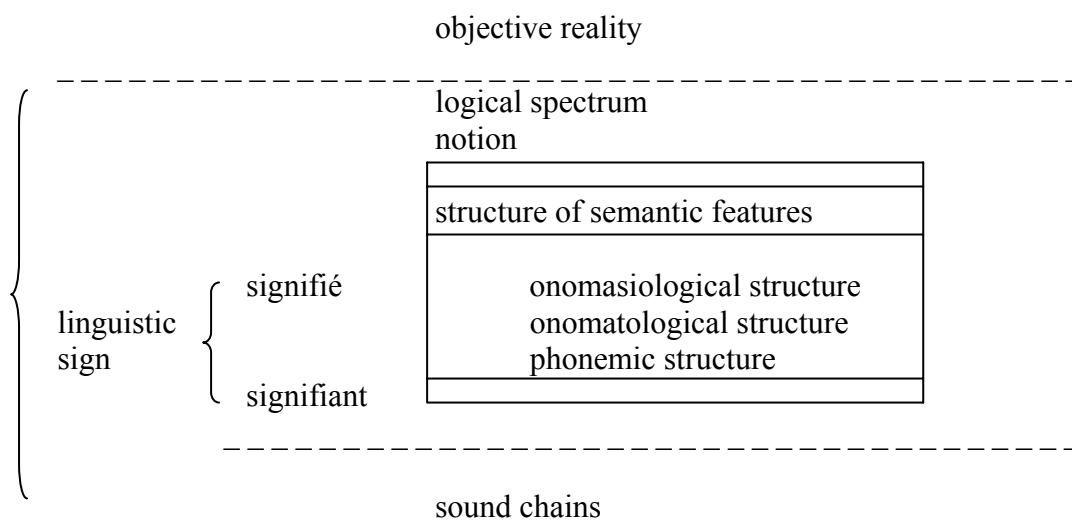 objective reality
logical spectrum
notion
structure of semantic features
signifié onomasiological structure
linguistic onomatological structure
sign phonemic structure
signifiant
sound chains